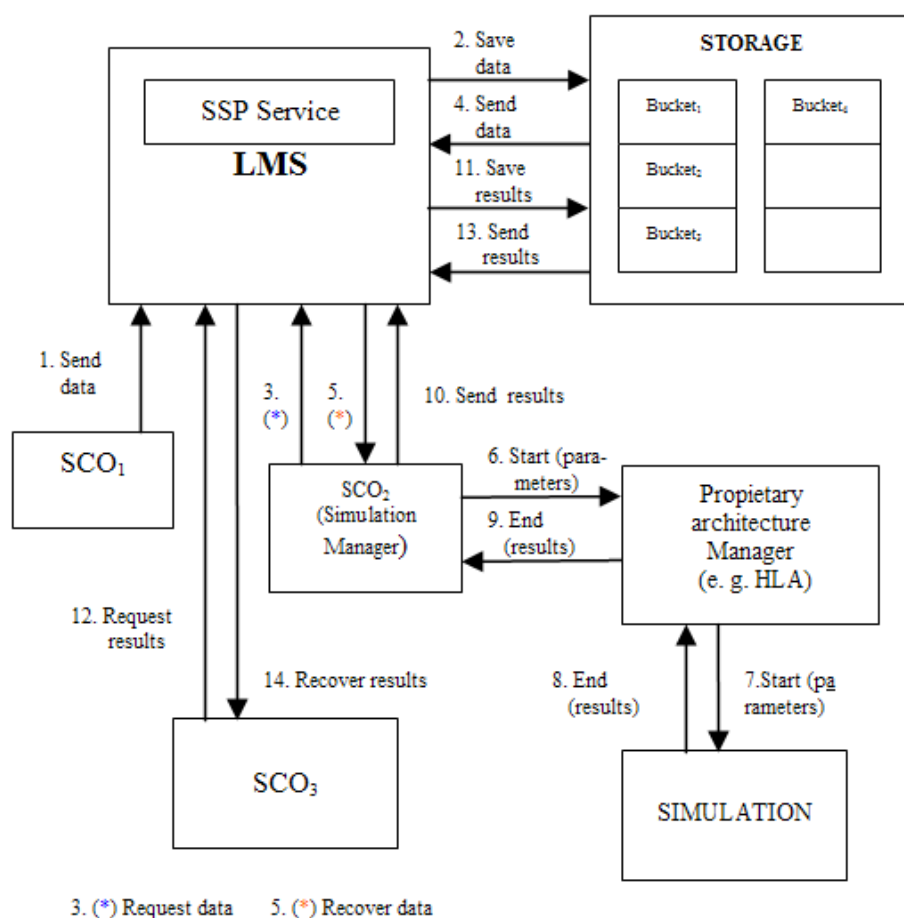 2. Save
data
STORAGE
SSP Service
LMS
4. Send
data
Bucket₁
Bucket₄
11. Save
results
Bucket₂
13. Send
results
Bucket₃
1. Send
data
3.
(*)
5.
(*)
10. Send results
SCO₁
SCO₂
(Simulation
Manager)
6. Start (para-
meters)
9. End
(results)
Propietary
architecture
Manager
(e. g. HLA)
12. Request
results
14. Recover results
8. End
(results)
7.Start (pa
rameters)
SCO₃
SIMULATION
3. (*) Request data 5. (*) Recover data